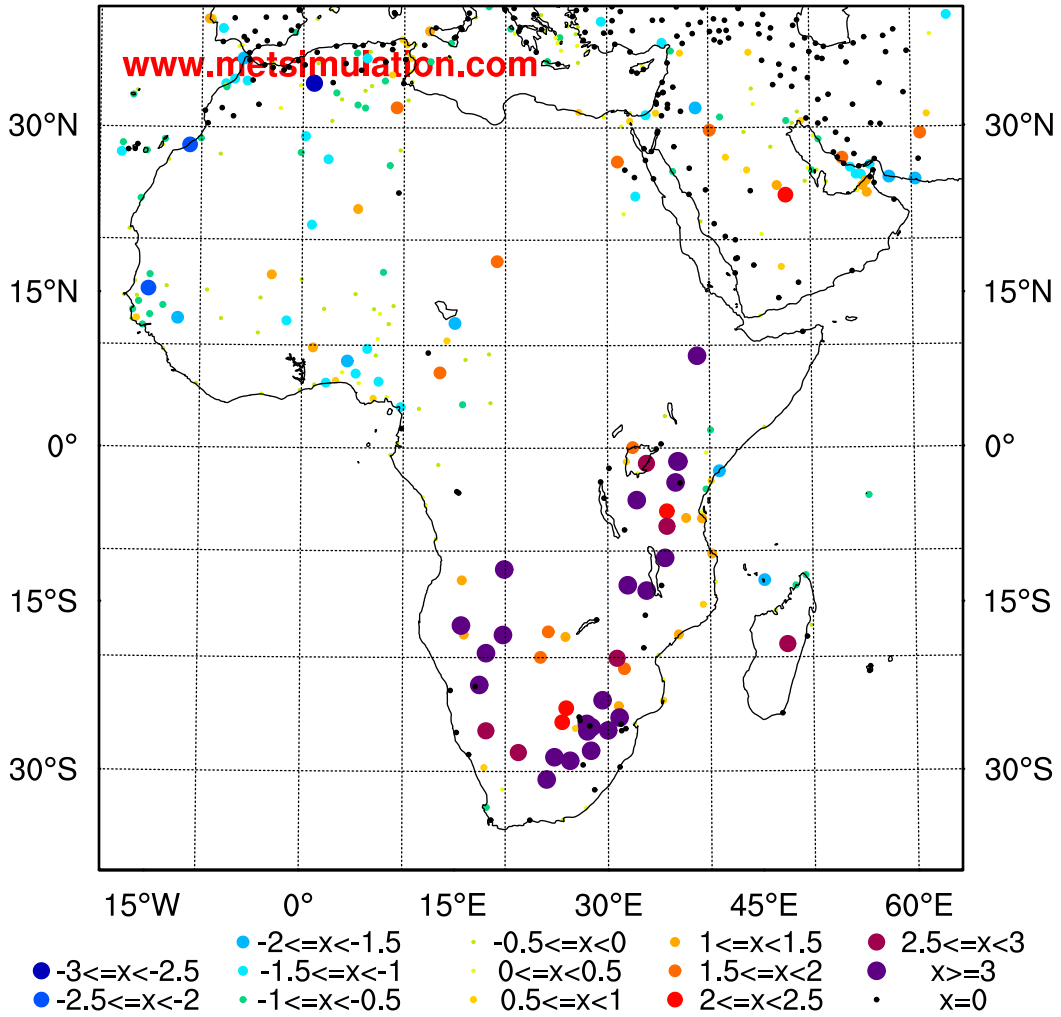 www.metsimulation.com
30°N 30°N
15°N 15°N
0° 0°
15°S 15°S
30°S 30°S
15°W 0° 15°E 30°E 45°E 60°E
-2<=x<-1.5 -0.5<=x<0 1<=x<1.5 2.5<=x<3
-3<=x<-2.5 -1.5<=x<-1 0<=x<0.5 1.5<=x<2 x>=3
-2.5<=x<-2 -1<=x<-0.5 0.5<=x<1 2<=x<2.5 x=0